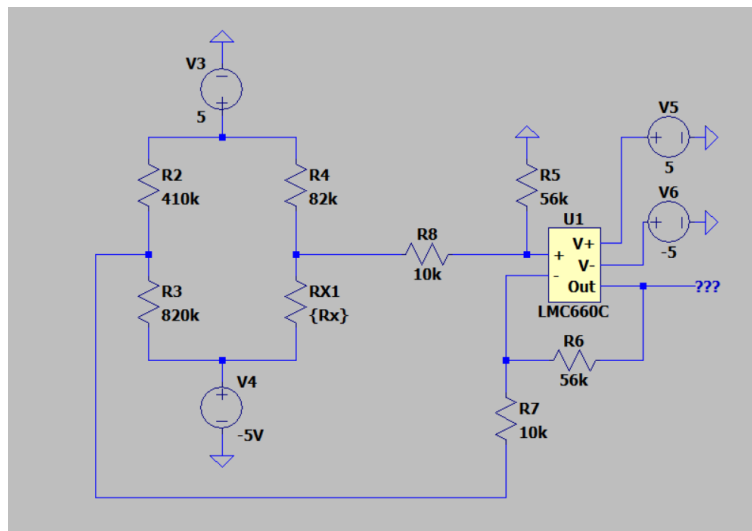 V3
-
+
5
R2
410k
R4
82k
R3
820k
RX1
{Rx}
V4
+
-
-5V
R8
10k
R5
56k
U1
+
-
V+
V-
Out
LMC660C
V5
+
-
5
V6
+
-
-5
???
R6
56k
R7
10k